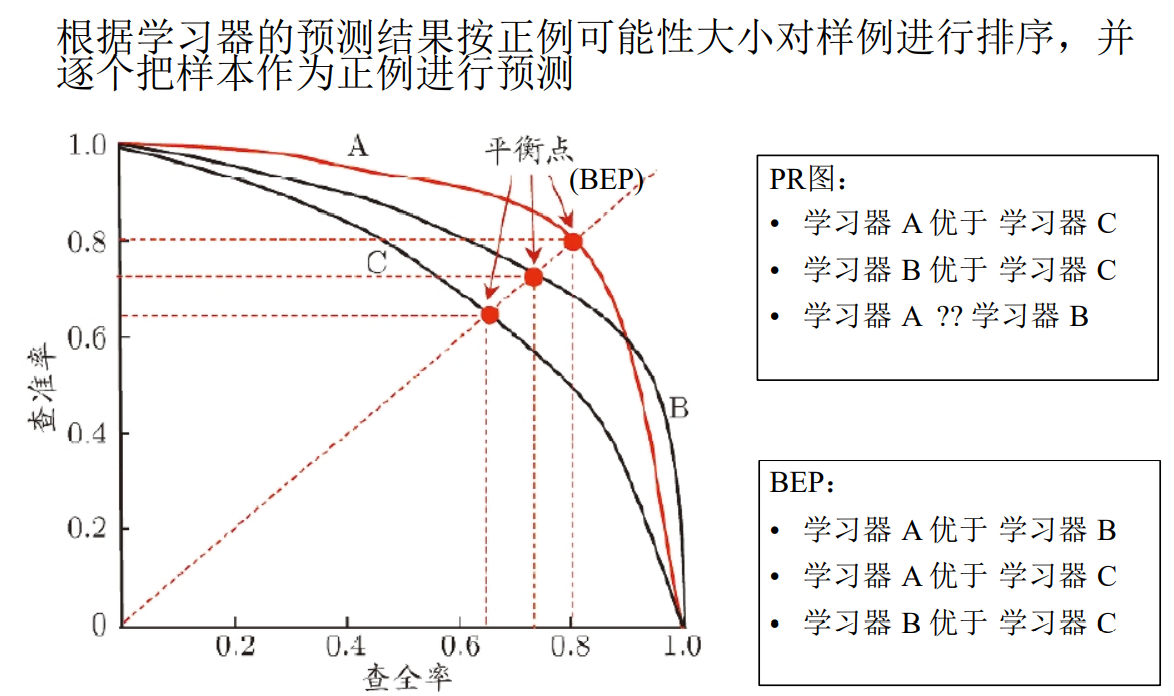 根据学习器的预测结果按正例可能性大小对样例进行排序，并
逐个把样本作为正例进行预测
1.0
0.8
0.6
0.4
0.2
0
查准率
A
平衡点
(BEP)
C
B
0.2
0.4
0.6
0.8
1.0
查全率
PR图：
• 学习器 A 优于 学习器 C
• 学习器 B 优于 学习器 C
• 学习器 A ?? 学习器 B
BEP：
• 学习器 A 优于 学习器 B
• 学习器 A 优于 学习器 C
• 学习器 B 优于 学习器 C